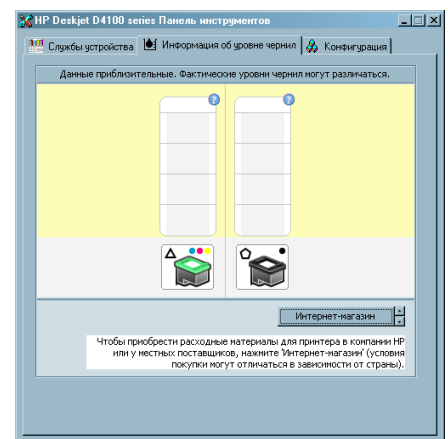 HP Deskjet D4100 series Панель инструментов
Службы устройства Информация об уровне чернил Конфигурация
Данные приблизительные. Фактические уровни чернил могут различаться.
? ?
Интернет-магазин
Чтобы приобрести расходные материалы для принтера в компании HP
или у местных поставщиков, нажмите 'Интернет-магазин' (условия
покупки могут отличаться в зависимости от страны).